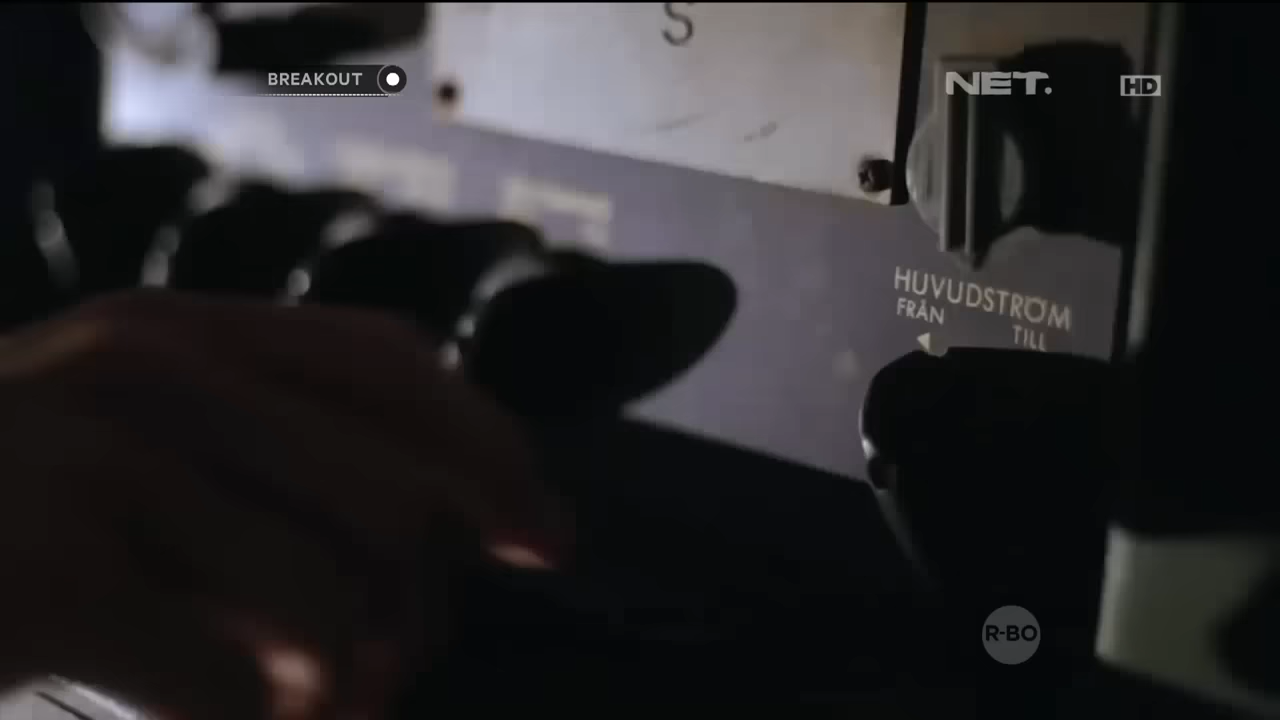 S
BREAKOUT
NET.
HD
HUVUDSTRÖM
FRÅN
TILL
R-BO